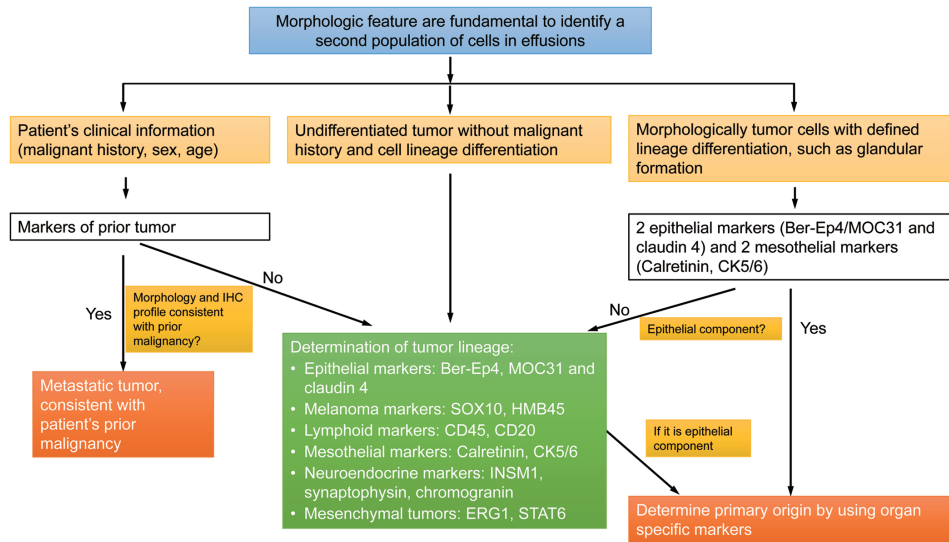 Morphologic feature are fundamental to identify a
second population of cells in effusions
Patient's clinical information
(malignant history, sex, age)
Undifferentiated tumor without malignant
history and cell lineage differentiation
Morphologically tumor cells with defined
lineage differentiation, such as glandular
formation
Markers of prior tumor
2 epithelial markers (Ber-Ep4/MOC31 and
claudin 4) and 2 mesothelial markers
(Calretinin, CK5/6)
No
Yes
Morphology and IHC
profile consistent
with prior
malignancy?
No
Epithelial component?
Yes
Metastatic tumor,
consistent with
patient's prior
malignancy
Determination of tumor lineage:
• Epithelial markers: Ber-Ep4, MOC31 and
claudin 4
• Melanoma markers: SOX10, HMB45
• Lymphoid markers: CD45, CD20
• Mesothelial markers: Calretinin, CK5/6
• Neuroendocrine markers: INSM1,
synaptophysin, chromogranin
• Mesenchymal tumors: ERG1, STAT6
If it is epithelial
component
Determine primary origin by using organ
specific markers